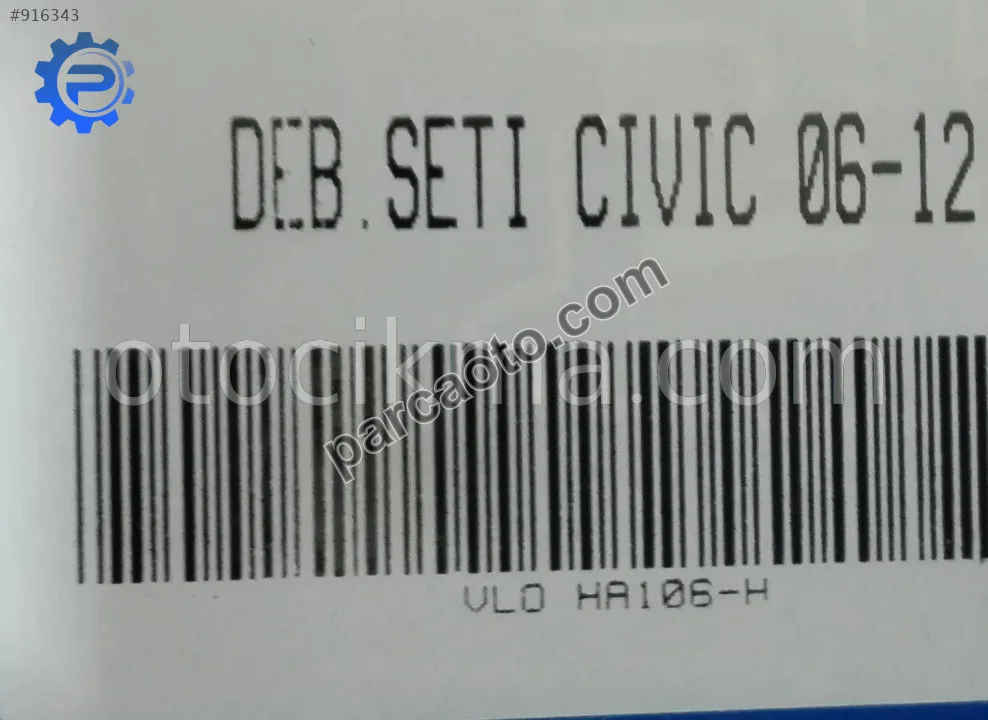 #916343
P
DEB.SETI CIVIC 06-12
otocikma.com
parcaoto.com
VLO HA106-H